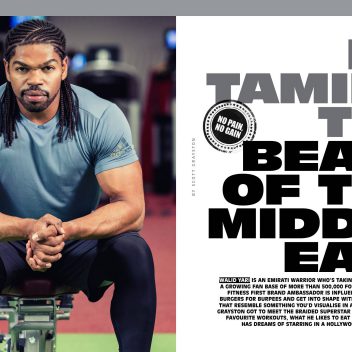 TAMI
NO PAIN,
NO GAIN
BY SCOTT GRAYSTON
BEA
OF T
MIDD
EA
WALID YARI IS AN EMIRATI WARRIOR WHO'S TAKIN
A GROWING FAN BASE OF MORE THAN 500,000 FO
FITNESS FIRST BRAND AMBASSADOR IS INFLUE
BURGERS FOR BURPEES AND GET INTO SHAPE WIT
THAT RESEMBLE SOMETHING YOU'D VISUALISE IN A
GRAYSTON GOT TO MEET THE BRAIDED SUPERSTAR
FAVOURITE WORKOUTS, WHAT HE LIKES TO EAT
HAS DREAMS OF STARRING IN A HOLLYWO
adidas